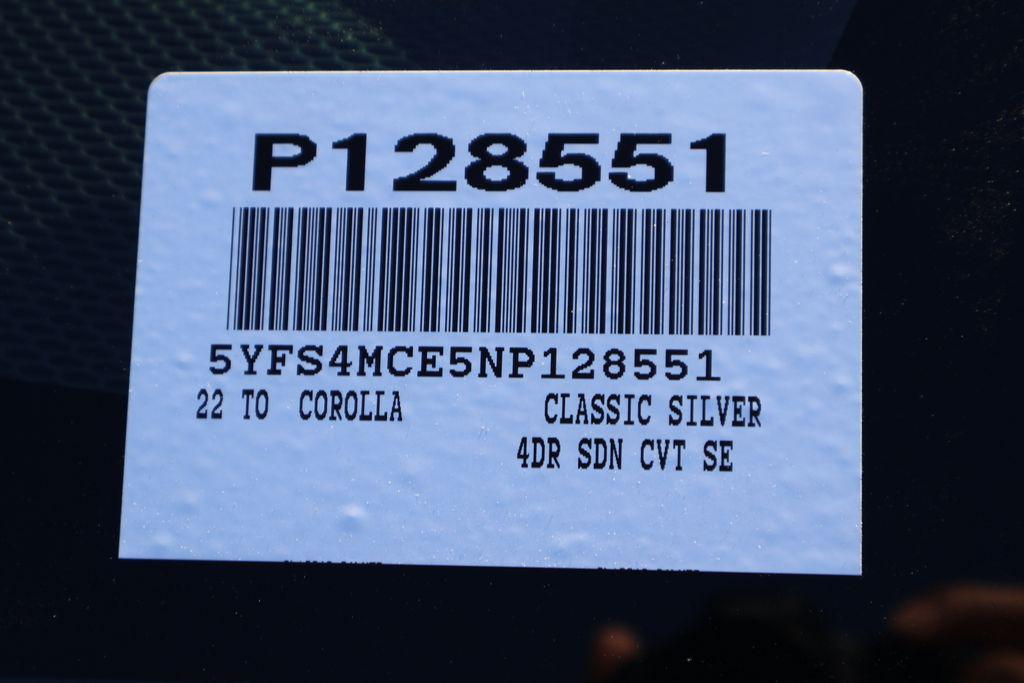 P128551
5YFS4MCE5NP128551
22 TO COROLLA CLASSIC SILVER
4DR SDN CVT SE